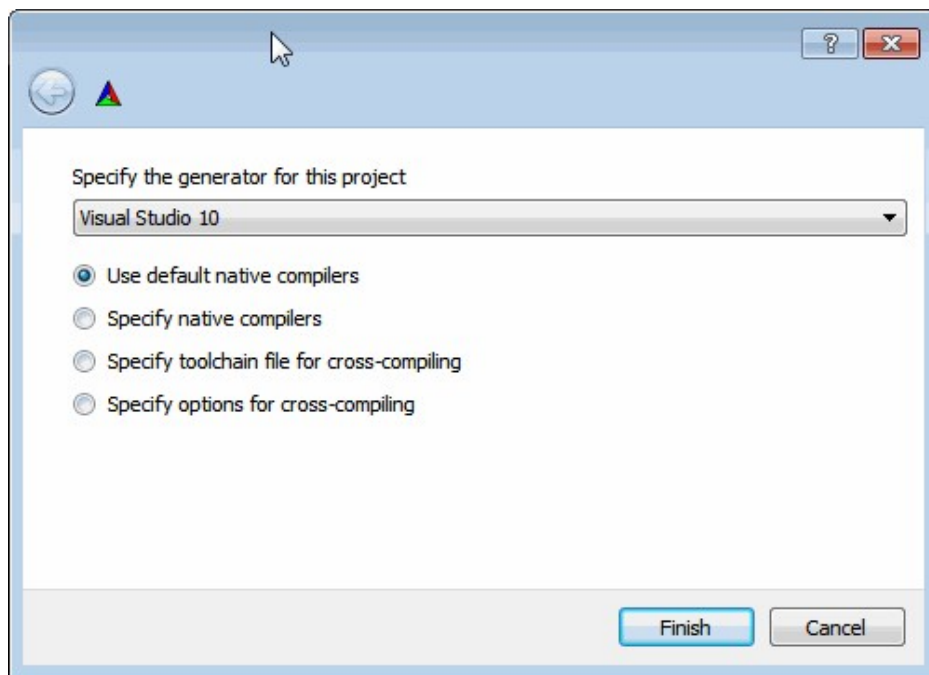 ?
Specify the generator for this project
Visual Studio 10
Use default native compilers
Specify native compilers
Specify toolchain file for cross-compiling
Specify options for cross-compiling
Finish Cancel